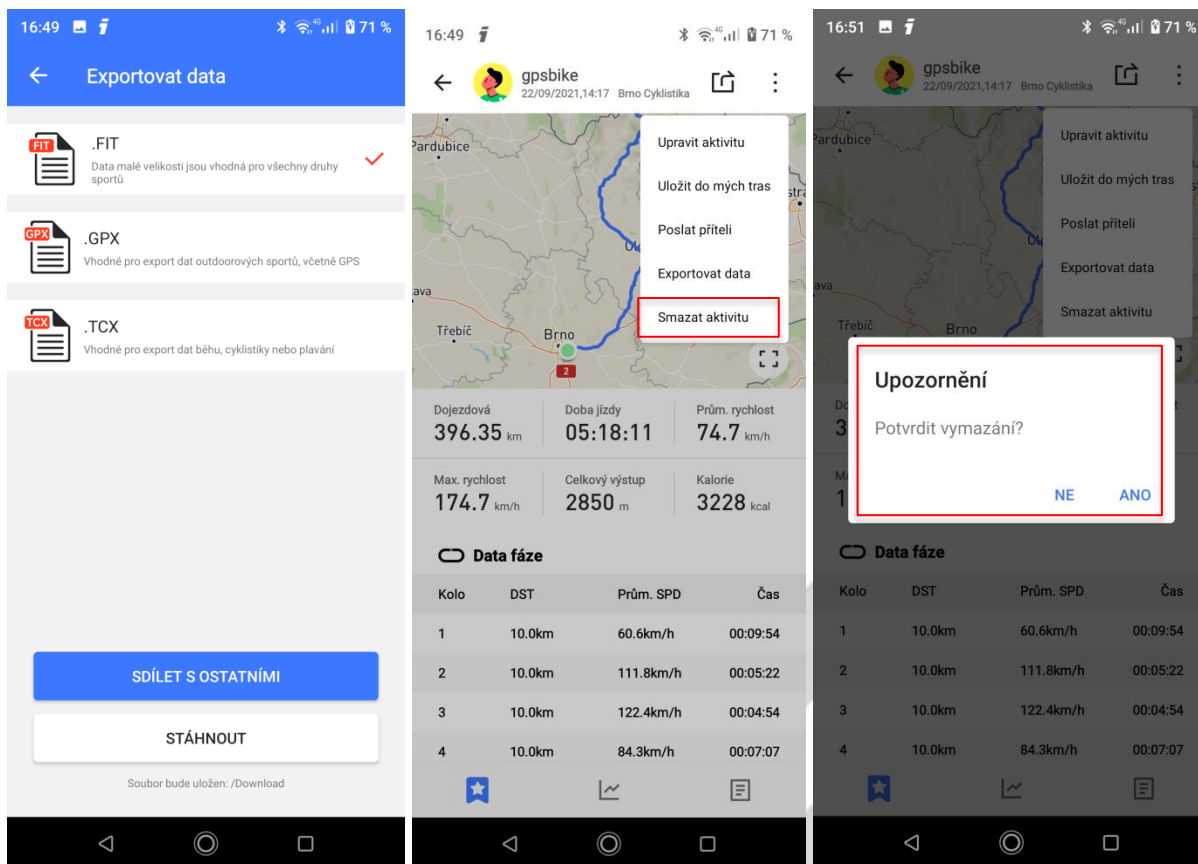 16:49
4G
71 %
Exportovat data
FIT
.FIT
Data malé velikosti jsou vhodná pro všechny druhy
sportů
GPX
.GPX
Vhodné pro export dat outdoorových sportů, včetně GPS
TCX
.TCX
Vhodné pro export dat běhu, cyklistiky nebo plavání
SDÍLET S OSTATNÍMI
STÁHNOUT
Soubor bude uložen: /Download
16:49
4G
71 %
gpsbike
22/09/2021,14:17 Brno Cyklistika
Pardubice
Třebíč
Brno
2
Upravit aktivitu
Uložit do mých tras
Poslat příteli
Exportovat data
Smazat aktivitu
Dojezdová Doba jízdy Prům. rychlost
396.35 km 05:18:11 74.7 km/h
Max. rychlost Celkový výstup Kalorie
174.7 km/h 2850 m 3228 kcal
Data fáze
Kolo DST Prům. SPD Čas
1 10.0km 60.6km/h 00:09:54
2 10.0km 111.8km/h 00:05:22
3 10.0km 122.4km/h 00:04:54
4 10.0km 84.3km/h 00:07:07
16:51
4G
71 %
gpsbike
22/09/2021,14:17 Brno Cyklistika
Pardubice
Třebíč
Brno
Upravit aktivitu
Uložit do mých tras
Poslat příteli
Exportovat data
Smazat aktivitu
Upozornění
Potvrdit vymazání?
NE ANO
Data fáze
Kolo DST Prům. SPD Čas
1 10.0km 60.6km/h 00:09:54
2 10.0km 111.8km/h 00:05:22
3 10.0km 122.4km/h 00:04:54
4 10.0km 84.3km/h 00:07:07